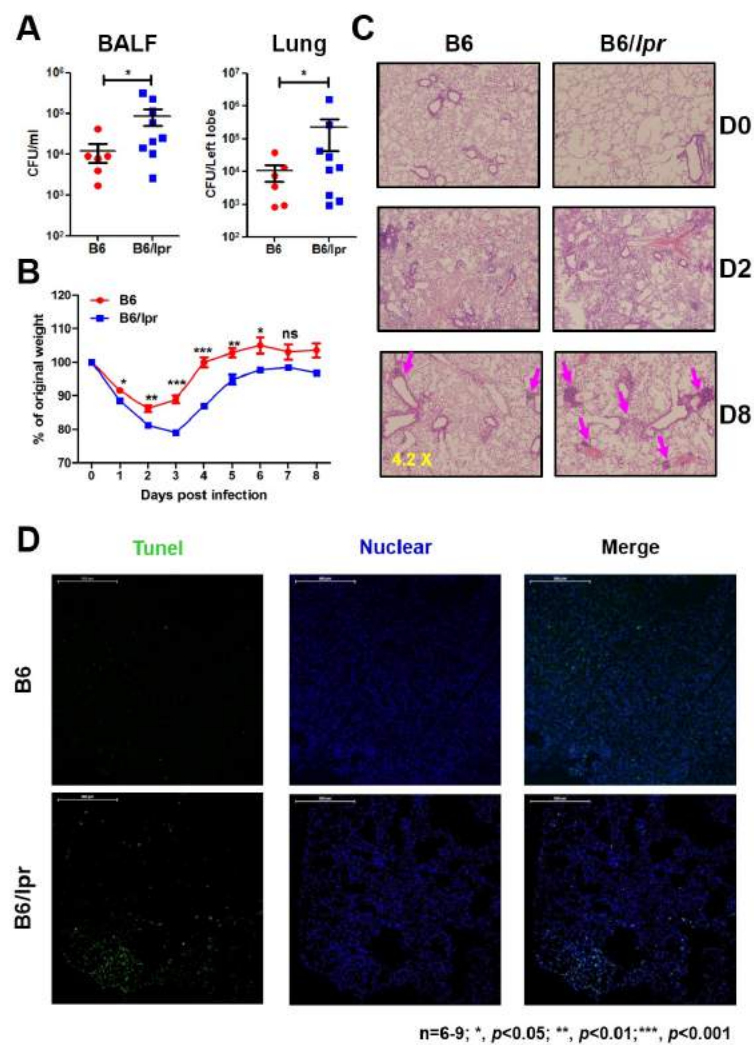 A
BALF
Lung
*
*
CFU/ml
10⁶
10⁵
10⁴
10³
10²
B6
B6/lpr
CFU/Left lobe
10⁷
10⁶
10⁵
10⁴
10³
10²
B6
B6/lpr
B
B6
B6/lpr
% of original weight
120
110
100
90
80
70
* ** *** *** ** * ns
0 1 2 3 4 5 6 7 8
Days post infection
C
B6 B6/lpr
D0
D2
D8
4.2 X
D
Tunel Nuclear Merge
B6
B6/lpr
n=6-9; *, p<0.05; **, p<0.01;***, p<0.001